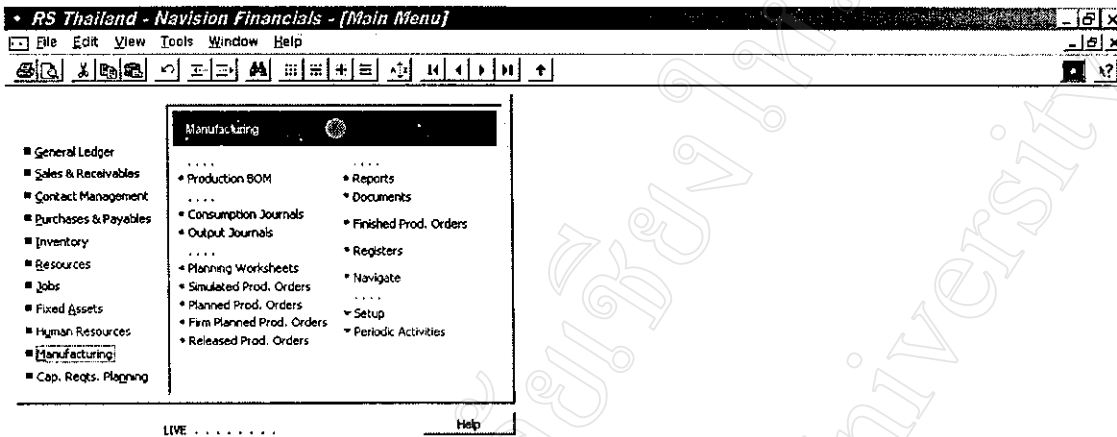 RS Thailand - Navision Financials - [Main Menu]
File Edit View Tools Window Help
Manufacturing
General Ledger
Sales & Receivables
Contact Management
Purchases & Payables
Inventory
Resources
Jobs
Fixed Assets
Human Resources
Manufacturing
Cap. Reqts. Planning
. . . .
Production BOM
. . . .
Consumption Journals
Output Journals
. . . .
Planning Worksheets
Simulated Prod. Orders
Planned Prod. Orders
Firm Planned Prod. Orders
Released Prod. Orders
. . . .
Reports
Documents
Finished Prod. Orders
Registers
Navigate
. . . .
Setup
Periodic Activities
LIVE . . . . . . . .
Help